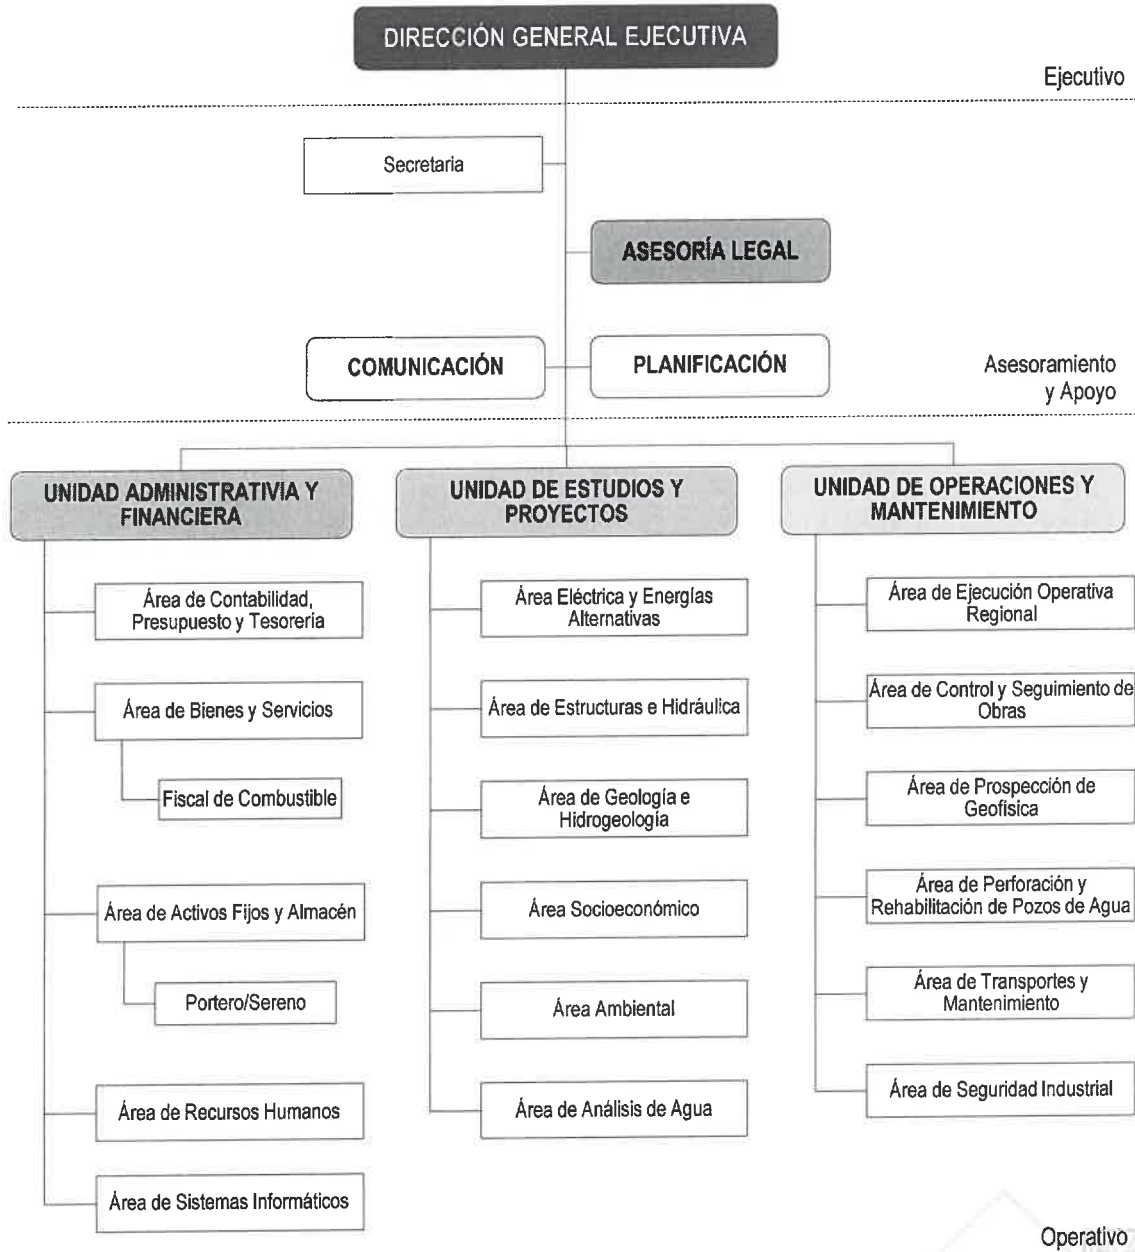 DIRECCIÓN GENERAL EJECUTIVA
Ejecutivo
Secretaria
ASESORÍA LEGAL
COMUNICACIÓN
PLANIFICACIÓN
Asesoramiento
y Apoyo
UNIDAD ADMINISTRATIVIA Y
FINANCIERA
Área de Contabilidad,
Presupuesto y Tesorería
Área de Bienes y Servicios
Fiscal de Combustible
Área de Activos Fijos y Almacén
Portero/Sereno
Área de Recursos Humanos
Área de Sistemas Informáticos
UNIDAD DE ESTUDIOS Y
PROYECTOS
Área Eléctrica y Energías
Alternativas
Área de Estructuras e Hidráulica
Área de Geología e
Hidrogeología
Área Socioeconómico
Área Ambiental
Área de Análisis de Agua
UNIDAD DE OPERACIONES Y
MANTENIMIENTO
Área de Ejecución Operativa
Regional
Área de Control y Seguimiento de
Obras
Área de Prospección de
Geofísica
Área de Perforación y
Rehabilitación de Pozos de Agua
Área de Transportes y
Mantenimiento
Área de Seguridad Industrial
Operativo